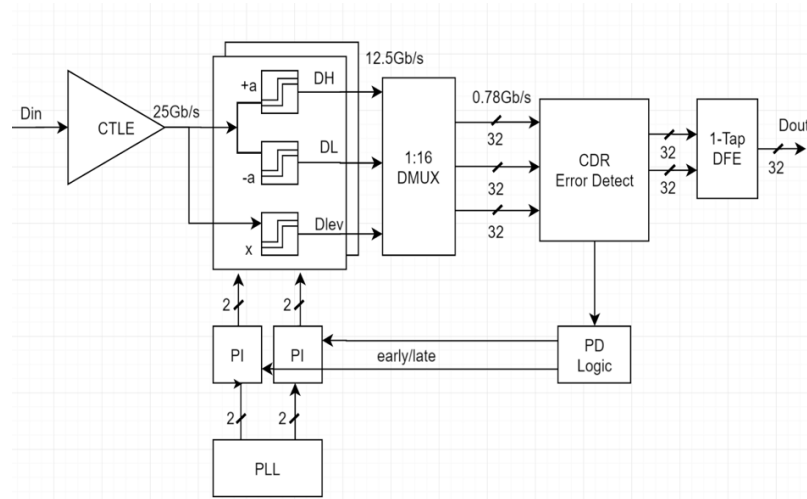 Din
CTLE
25Gb/s
+a
DH
-a
DL
x
Dlev
12.5Gb/s
1:16
DMUX
0.78Gb/s
32
32
32
CDR
Error Detect
32
32
1-Tap
DFE
Dout
32
2
2
PI
PI
early/late
PD
Logic
2
2
PLL